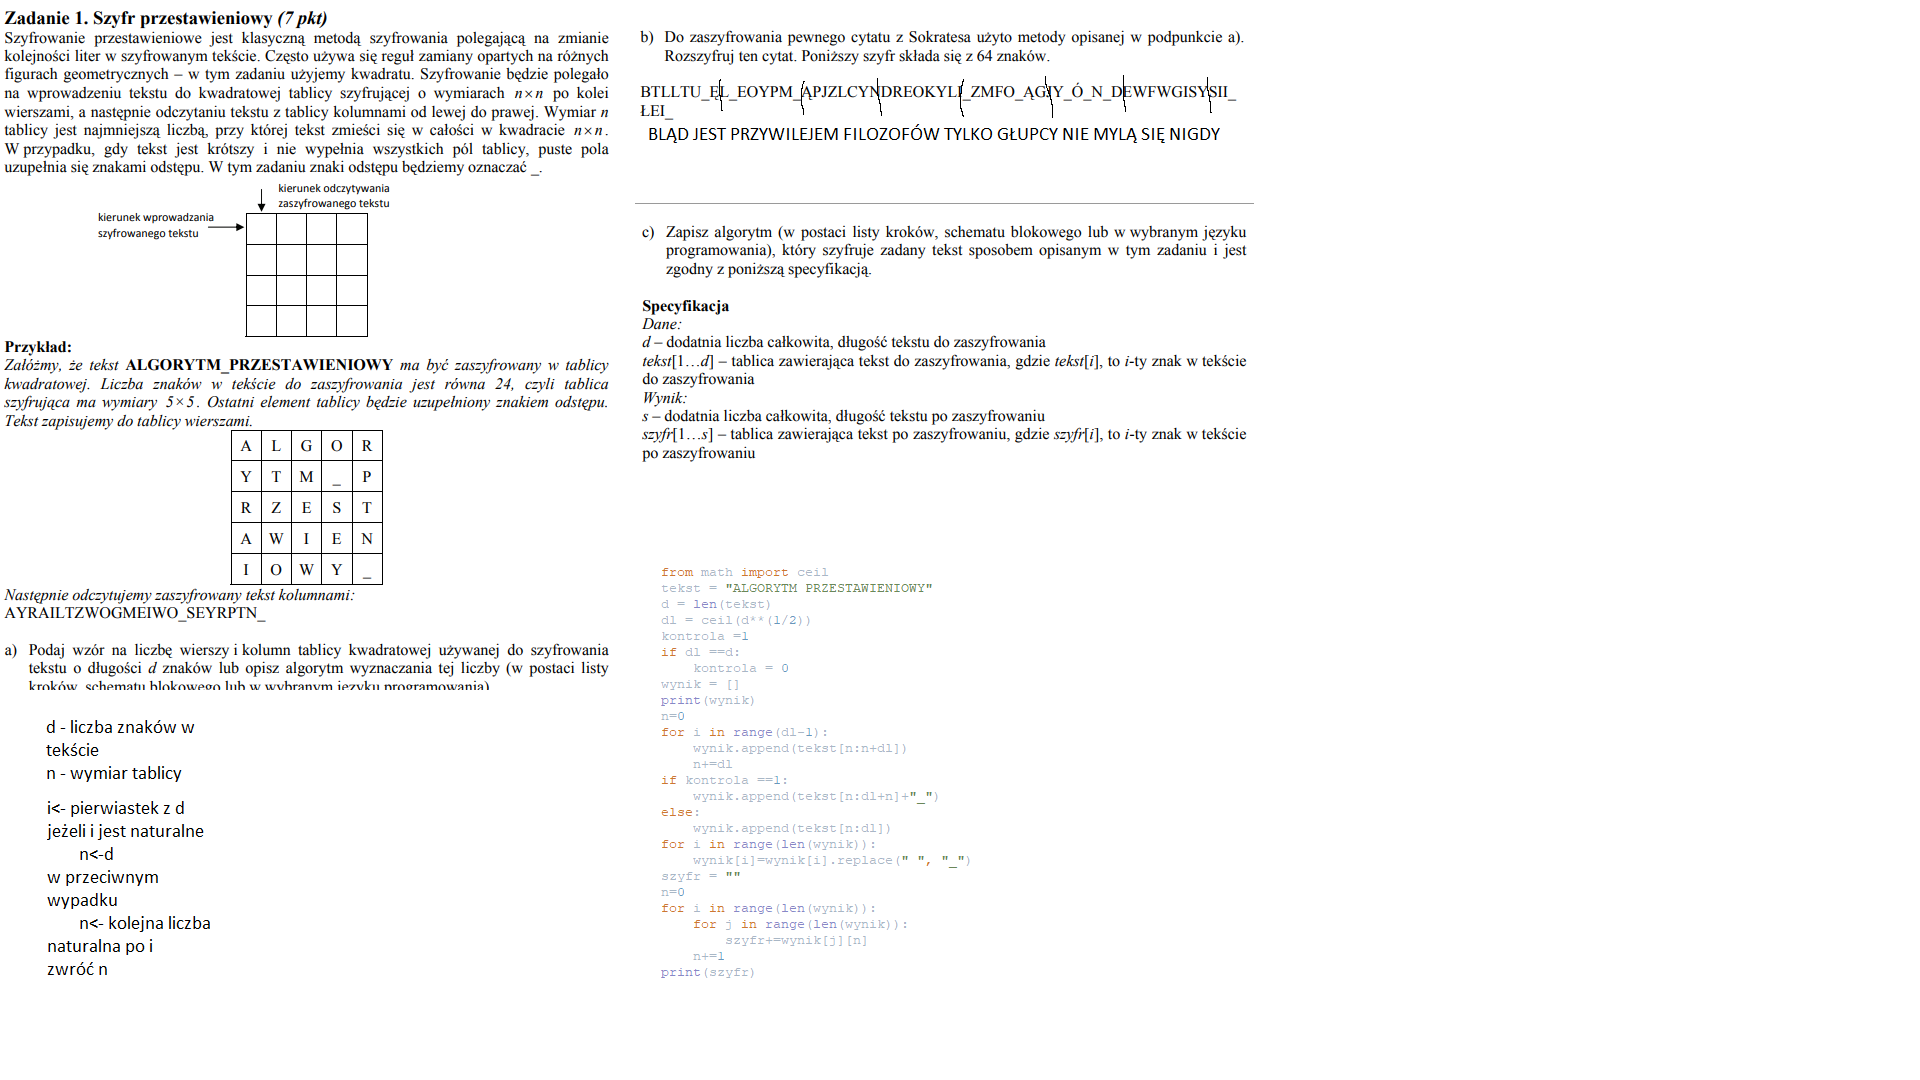 Zadanie 1. Szyfr przestawieniowy (7 pkt)
Szyfrowanie przestawieniowe jest klasyczną metodą szyfrowania polegającą na zmianie
kolejności liter w szyfrowanym tekście. Często używa się reguł zamiany opartych na różnych
figurach geometrycznych – w tym zadaniu użyjemy kwadratu. Szyfrowanie będzie polegało
na wprowadzeniu tekstu do kwadratowej tablicy szyfrującej o wymiarach n×n po kolei
wierszami, a następnie odczytaniu tekstu z tablicy kolumnami od lewej do prawej. Wymiar n
tablicy jest najmniejszą liczbą, przy której tekst zmieści się w całości w kwadracie n×n.
W przypadku, gdy tekst jest krótszy i nie wypełnia wszystkich pól tablicy, puste pola
uzupełnia się znakami odstępu. W tym zadaniu znaki odstępu będziemy oznaczać _.
kierunek odczytywania
zaszyfrowanego tekstu
kierunek wprowadzania
szyfrowanego tekstu
Przykład:
Załóżmy, że tekst ALGORYTM_PRZESTAWIENIOWY ma być zaszyfrowany w tablicy
kwadratowej. Liczba znaków w tekście do zaszyfrowania jest równa 24, czyli tablica
szyfrująca ma wymiary 5×5. Ostatni element tablicy będzie uzupełniony znakiem odstępu.
Tekst zapisujemy do tablicy wierszami.
A L G O R
Y T M _ P
R Z E S T
A W I E N
I O W Y _
Następnie odczytujemy zaszyfrowany tekst kolumnami:
AYRAILTZWOGMEIWO_SEYRPTN_
a) Podaj wzór na liczbę wierszy i kolumn tablicy kwadratowej używanej do szyfrowania
tekstu o długości d znaków lub opisz algorytm wyznaczania tej liczby (w postaci listy
kroków, schematu blokowego lub w wybranym języku programowania)
d - liczba znaków w
tekście
n - wymiar tablicy
i<- pierwiastek z d
jeżeli i jest naturalne
n<-d
w przeciwnym
wypadku
n<- kolejna liczba
naturalna po i
zwróć n
b) Do zaszyfrowania pewnego cytatu z Sokratesa użyto metody opisanej w podpunkcie a).
Rozszyfruj ten cytat. Poniższy szyfr składa się z 64 znaków.
BTLLTU_ĘL_EOYPM_ĄPJZLCYNDREOKYLI_ZMFO_ĄGJY_Ó_N_DEWFWGISYSII_
ŁEI_
BLĄD JEST PRZYWILEJEM FILOZOFÓW TYLKO GŁUPCY NIE MYLĄ SIĘ NIGDY
c) Zapisz algorytm (w postaci listy kroków, schematu blokowego lub w wybranym języku
programowania), który szyfruje zadany tekst sposobem opisanym w tym zadaniu i jest
zgodny z poniższą specyfikacją.
Specyfikacja
Dane:
d – dodatnia liczba całkowita, długość tekstu do zaszyfrowania
tekst[1…d] – tablica zawierająca tekst do zaszyfrowania, gdzie tekst[i], to i-ty znak w tekście
do zaszyfrowania
Wynik:
s – dodatnia liczba całkowita, długość tekstu po zaszyfrowaniu
szyfr[1…s] – tablica zawierająca tekst po zaszyfrowaniu, gdzie szyfr[i], to i-ty znak w tekście
po zaszyfrowaniu
from math import ceil
tekst = "ALGORYTM PRZESTAWIENIOWY"
d = len(tekst)
dl = ceil(d**(1/2))
kontrola =1
if dl ==d:
    kontrola = 0
wynik = []
print(wynik)
n=0
for i in range(dl-1):
    wynik.append(tekst[n:n+dl])
    n+=dl
if kontrola ==1:
    wynik.append(tekst[n:dl+n]+"_")
else:
    wynik.append(tekst[n:dl])
for i in range(len(wynik)):
    wynik[i]=wynik[i].replace(" ", "_")
szyfr = ""
n=0
for i in range(len(wynik)):
    for j in range(len(wynik)):
        szyfr+=wynik[j][n]
    n+=1
print(szyfr)